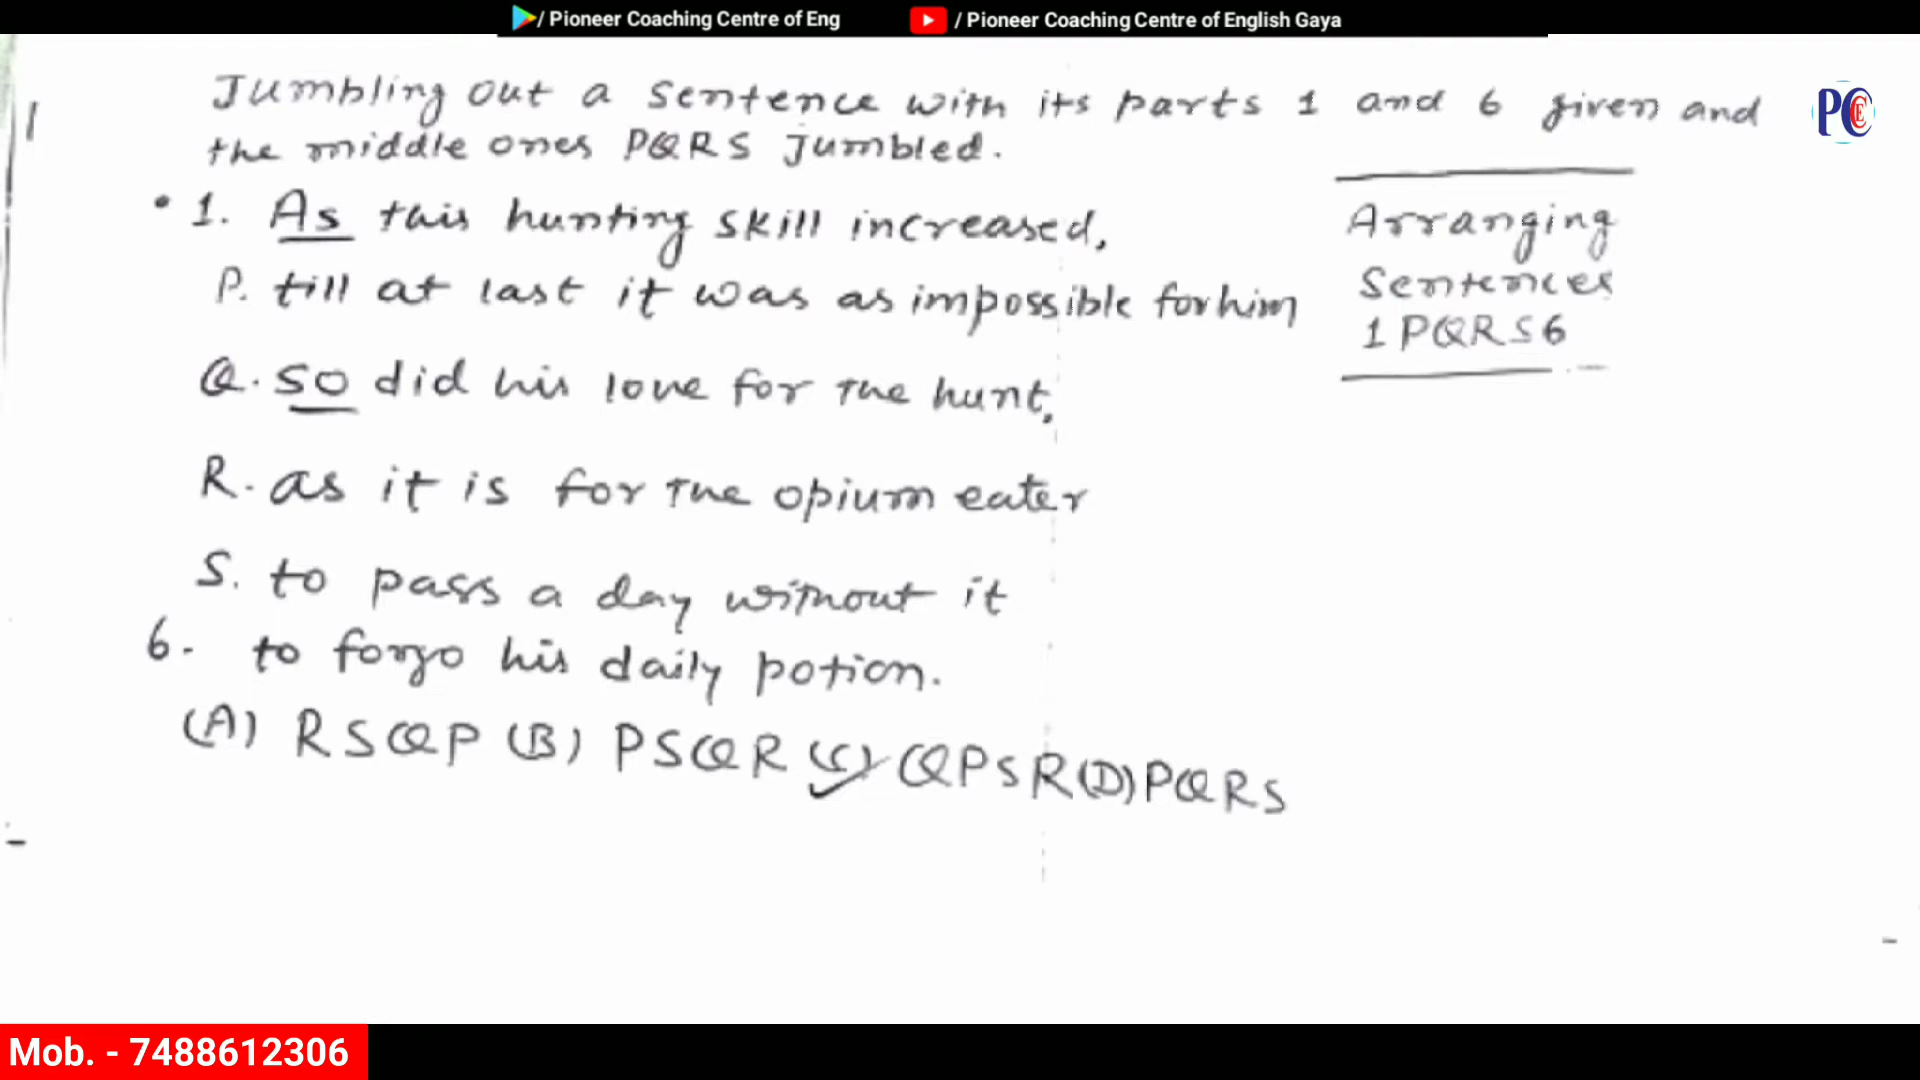 / Pioneer Coaching Centre of Eng
/ Pioneer Coaching Centre of English Gaya
Jumbling out a sentence with its parts 1 and 6 given and
the middle ones PQRS Jumbled.
PCEC
• 1. As this hunting skill increased,
P. till at last it was as impossible for him
Q. so did his love for the hunt,
R. as it is for the opium eater
S. to pass a day without it
6. to forgo his daily potion.
(A) RSQP (B) PSQR (C) QPSR (D) PQRS
Arranging
Sentences
1 PQRS6
Mob. - 7488612306